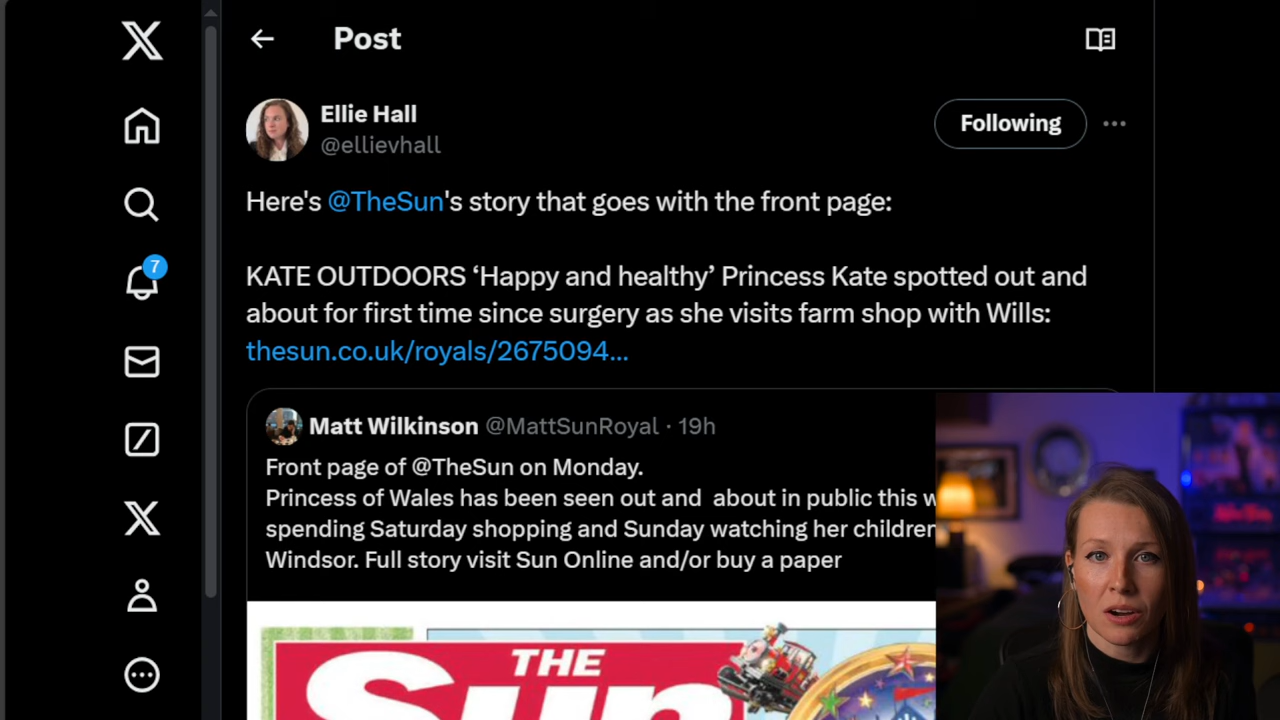 Post
Ellie Hall
@ellievhall
Following
Here's @TheSun's story that goes with the front page:
7
KATE OUTDOORS ‘Happy and healthy’ Princess Kate spotted out and
about for first time since surgery as she visits farm shop with Wills:
thesun.co.uk/royals/2675094...
Matt Wilkinson @MattSunRoyal · 19h
Front page of @TheSun on Monday.
Princess of Wales has been seen out and about in public this w
spending Saturday shopping and Sunday watching her children
Windsor. Full story visit Sun Online and/or buy a paper
THE
Sun